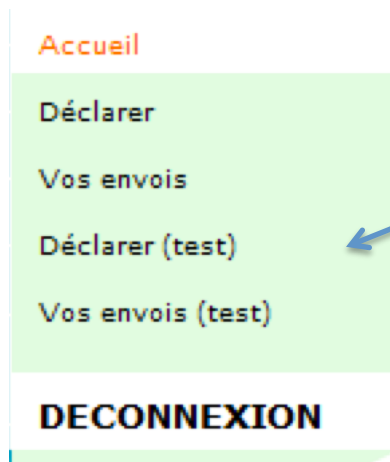 Accueil
Déclarer
Vos envois
Déclarer (test)
Vos envois (test)
DECONNEXION